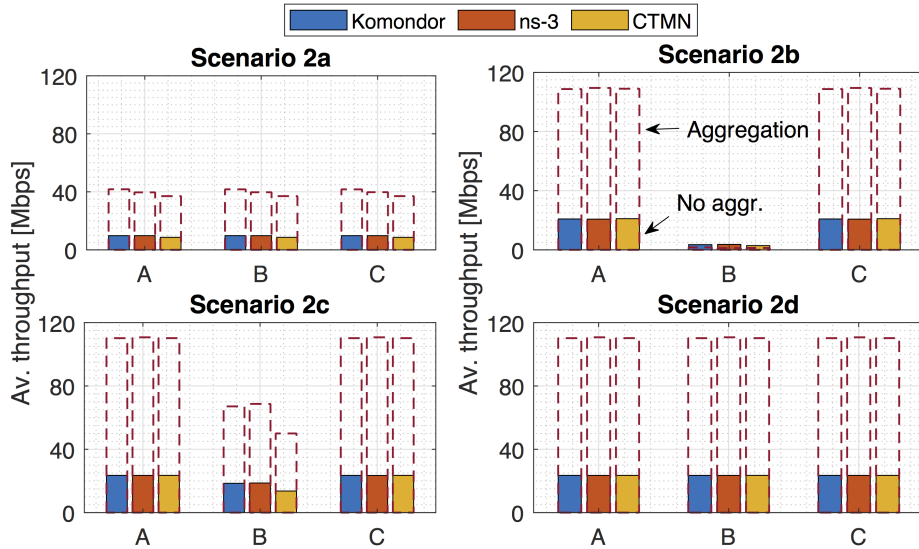 Komondor ns-3 CTMN
Scenario 2a
Av. throughput [Mbps]
120
80
40
0
A B C
Scenario 2b
Av. throughput [Mbps]
120
80
40
0
Aggregation
No aggr.
A B C
Scenario 2c
120
80
40
0
A B C
Scenario 2d
120
80
40
0
A B C